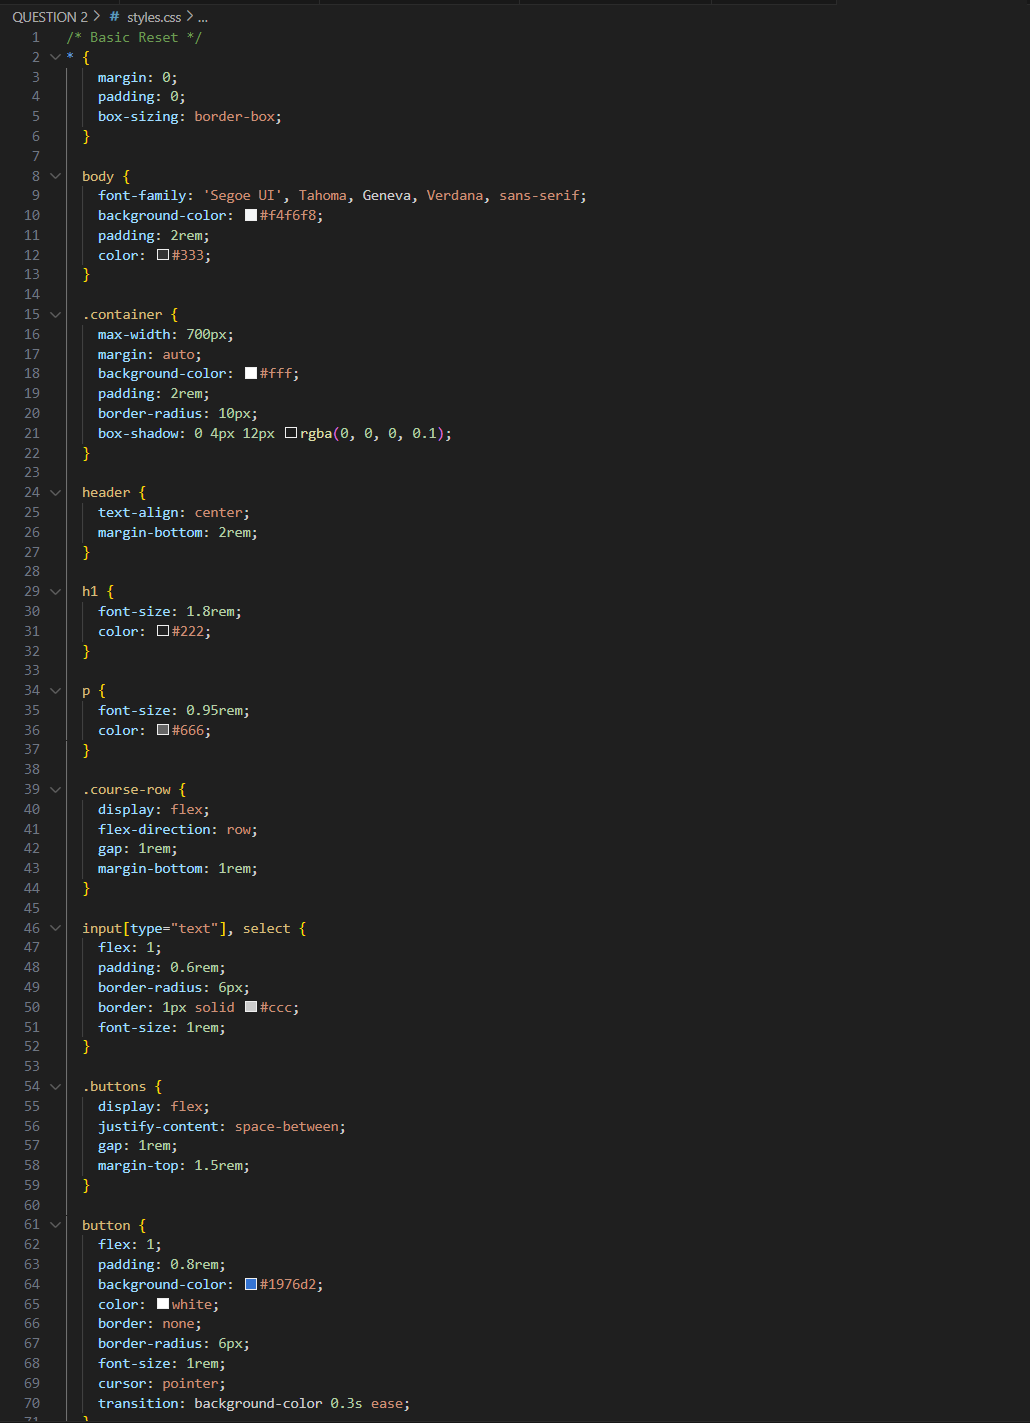 QUESTION 2 > # styles.css > ...
1 /* Basic Reset */
2 * {
3 margin: 0;
4 padding: 0;
5 box-sizing: border-box;
6 }
7
8 body {
9 font-family: 'Segoe UI', Tahoma, Geneva, Verdana, sans-serif;
10 background-color: #f4f6f8;
11 padding: 2rem;
12 color: #333;
13 }
14
15 .container {
16 max-width: 700px;
17 margin: auto;
18 background-color: #fff;
19 padding: 2rem;
20 border-radius: 10px;
21 box-shadow: 0 4px 12px rgba(0, 0, 0, 0.1);
22 }
23
24 header {
25 text-align: center;
26 margin-bottom: 2rem;
27 }
28
29 h1 {
30 font-size: 1.8rem;
31 color: #222;
32 }
33
34 p {
35 font-size: 0.95rem;
36 color: #666;
37 }
38
39 .course-row {
40 display: flex;
41 flex-direction: row;
42 gap: 1rem;
43 margin-bottom: 1rem;
44 }
45
46 input[type="text"], select {
47 flex: 1;
48 padding: 0.6rem;
49 border-radius: 6px;
50 border: 1px solid #ccc;
51 font-size: 1rem;
52 }
53
54 .buttons {
55 display: flex;
56 justify-content: space-between;
57 gap: 1rem;
58 margin-top: 1.5rem;
59 }
60
61 button {
62 flex: 1;
63 padding: 0.8rem;
64 background-color: #1976d2;
65 color: white;
66 border: none;
67 border-radius: 6px;
68 font-size: 1rem;
69 cursor: pointer;
70 transition: background-color 0.3s ease;
71 }